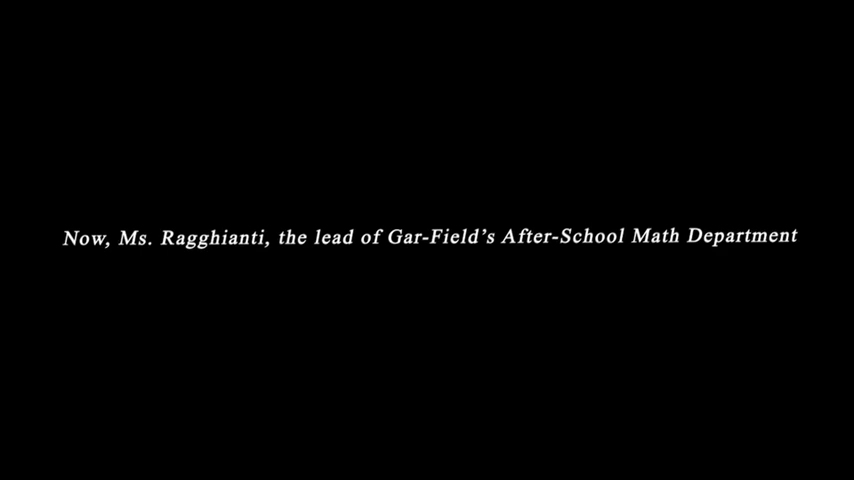 Now, Ms. Ragghianti, the lead of Gar-Field’s After-School Math Department